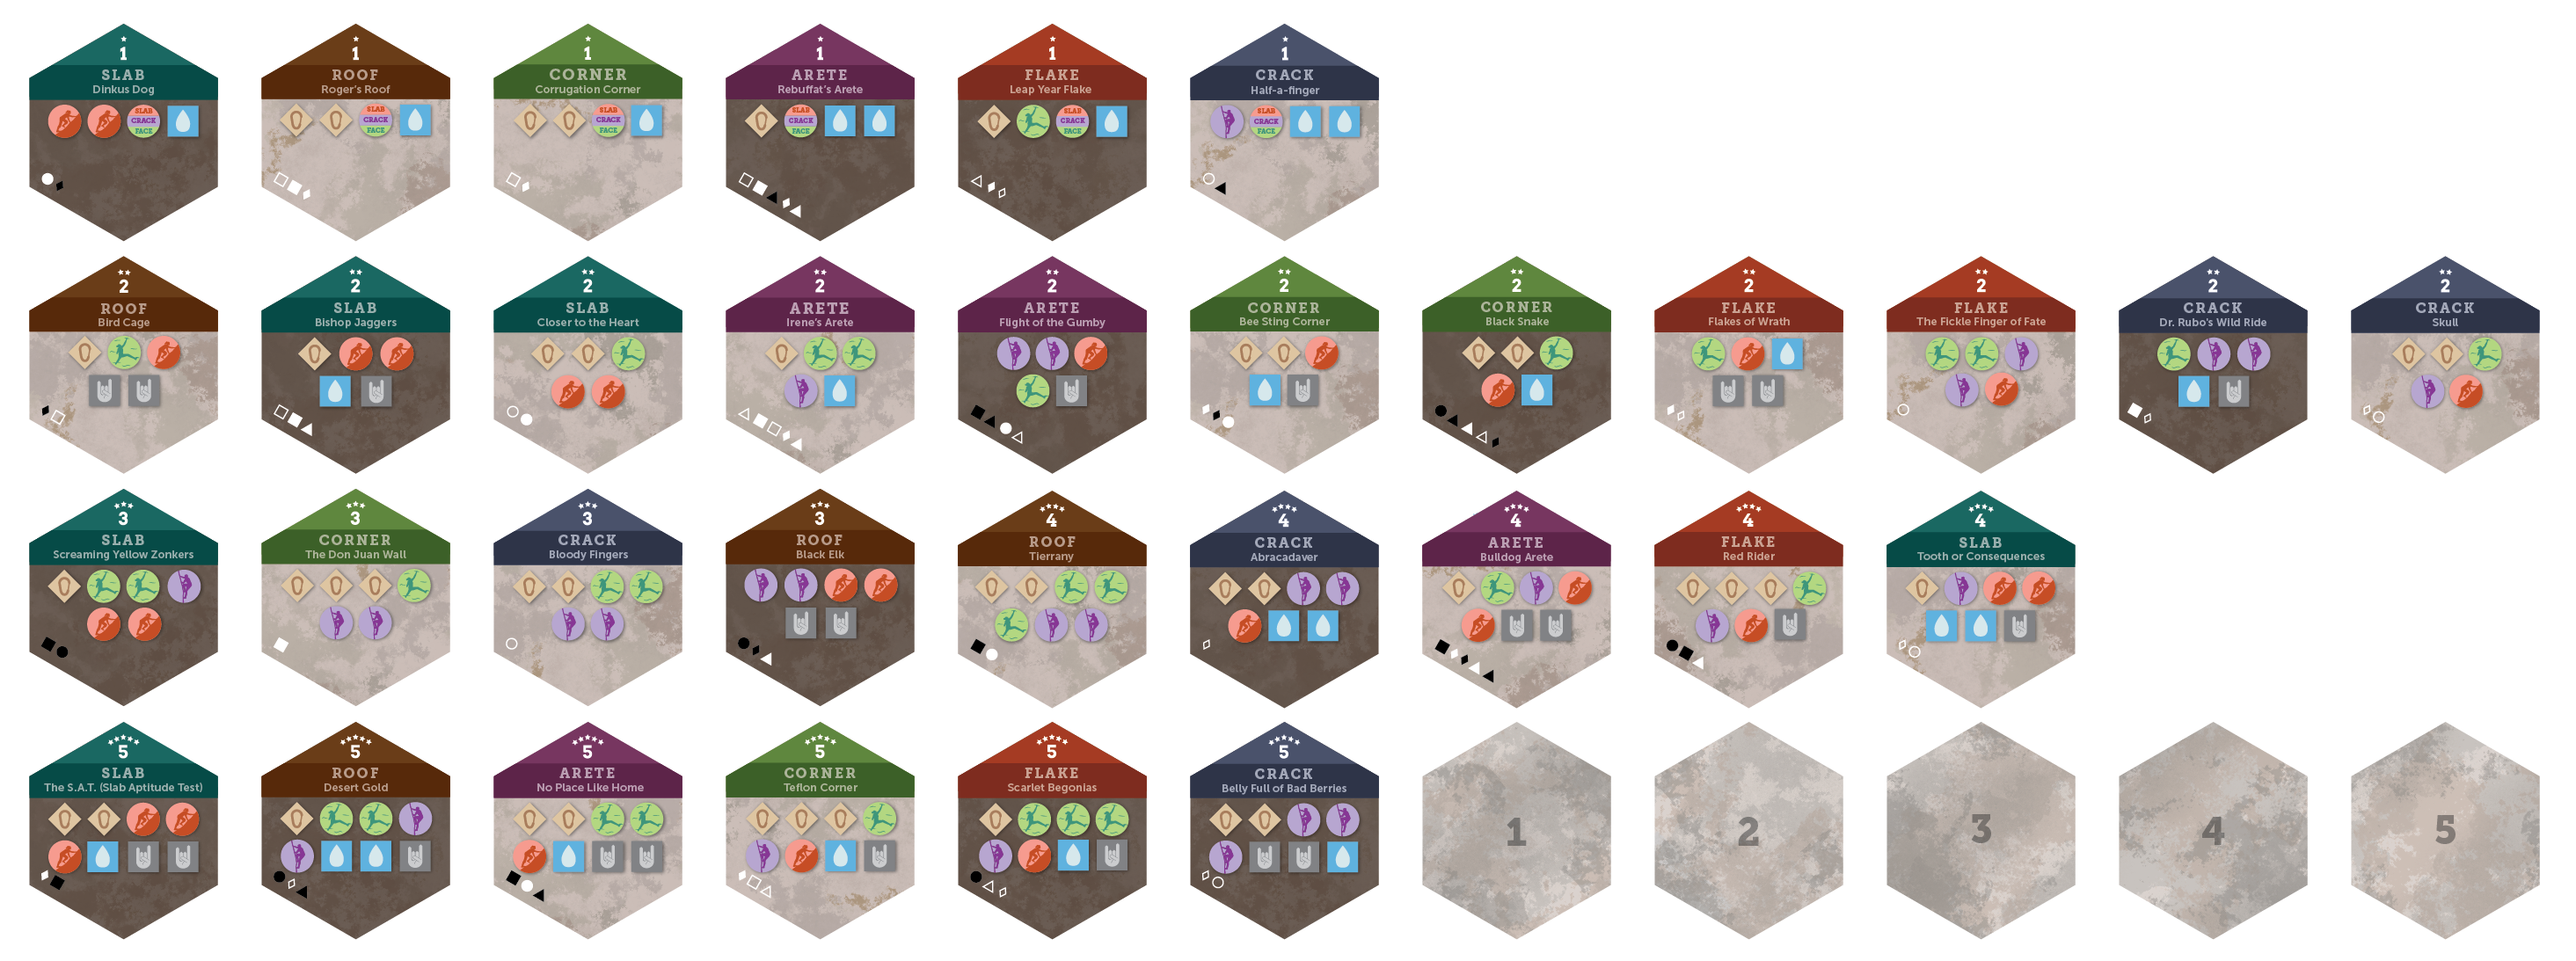 1
SLAB
Dinkus Dog
SLAB
CRACK
FACE
1
ROOF
Roger's Roof
SLAB
CRACK
FACE
1
CORNER
Corrugation Corner
SLAB
CRACK
FACE
1
ARETE
Rebuffat's Arete
SLAB
CRACK
FACE
1
FLAKE
Leap Year Flake
SLAB
CRACK
FACE
1
CRACK
Half-a-finger
SLAB
CRACK
FACE
2
ROOF
Bird Cage
2
SLAB
Bishop Jaggers
2
SLAB
Closer to the Heart
2
ARETE
Irene's Arete
2
ARETE
Flight of the Gumby
2
CORNER
Bee Sting Corner
2
CORNER
Black Snake
2
FLAKE
Flakes of Wrath
2
FLAKE
The Fickle Finger of Fate
2
CRACK
Dr. Rubo's Wild Ride
2
CRACK
Skull
3
SLAB
Screaming Yellow Zonkers
3
CORNER
The Don Juan Wall
3
CRACK
Bloody Fingers
3
ROOF
Black Elk
4
ROOF
Tierrany
4
CRACK
Abracadaver
4
ARETE
Bulldog Arete
4
FLAKE
Red Rider
4
SLAB
Tooth or Consequences
5
SLAB
The S.A.T. (Slab Aptitude Test)
5
ROOF
Desert Gold
5
ARETE
No Place Like Home
5
CORNER
Teflon Corner
5
FLAKE
Scarlet Begonias
5
CRACK
Belly Full of Bad Berries
1
2
3
4
5